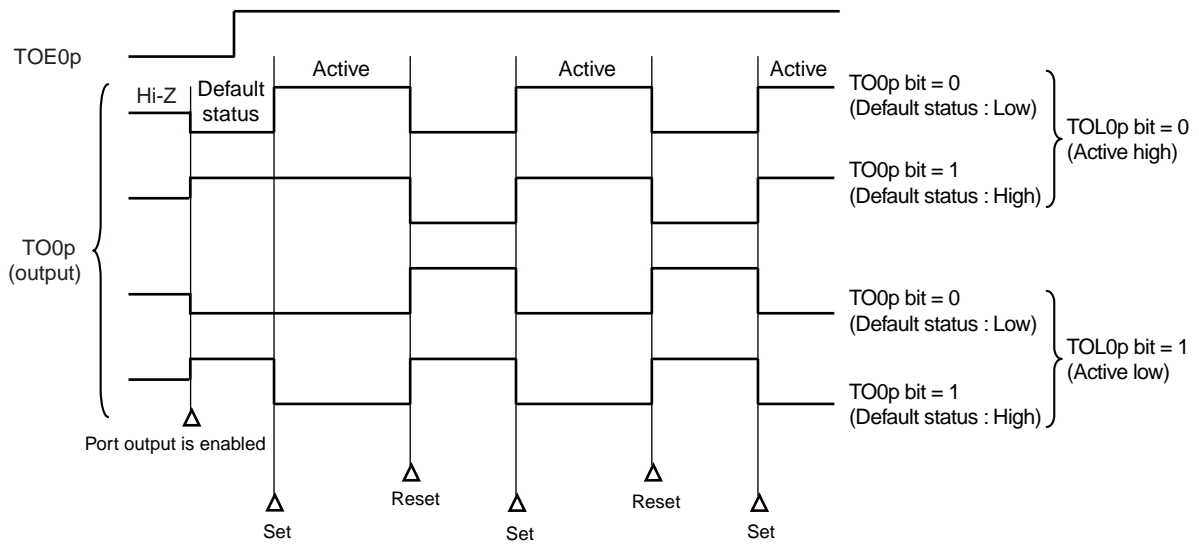 TOE0p
Active
Active
Active
Hi-Z
Default
status
TO0p bit = 0
(Default status : Low)
TOL0p bit = 0
(Active high)
TO0p bit = 1
(Default status : High)
TO0p
(output)
TO0p bit = 0
(Default status : Low)
TOL0p bit = 1
(Active low)
TO0p bit = 1
(Default status : High)
Port output is enabled
Reset
Reset
Set
Set
Set